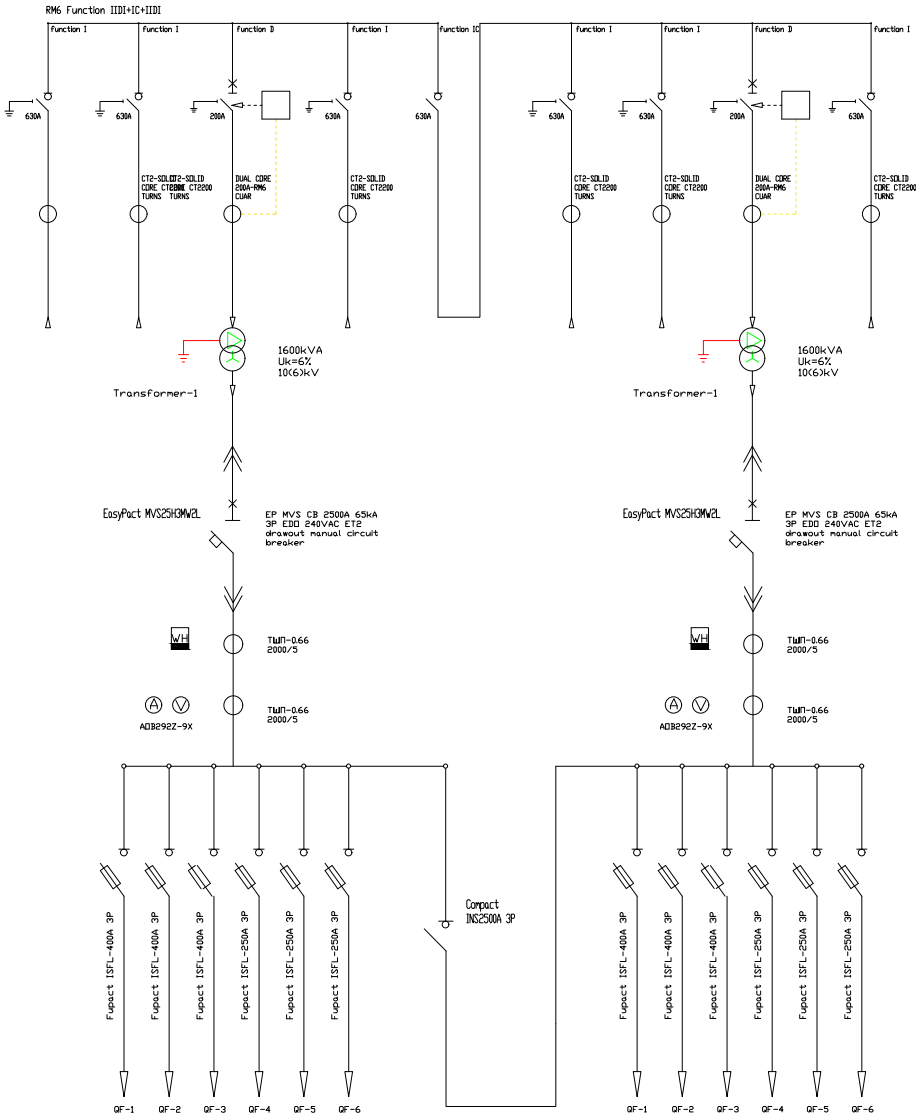 RM6 Function IIDI+IC+IIDI
function I
function I
function D
function I
function IC
function I
function I
function D
function I
630A
630A
200A
630A
630A
630A
630A
200A
630A
CT2-SOLID
CORE CT2200
TURNS
CT2-SOLID
CORE CT2200
TURNS
DUAL CORE
200A-RM6
CUAR
CT2-SOLID
CORE CT2200
TURNS
CT2-SOLID
CORE CT2200
TURNS
CT2-SOLID
CORE CT2200
TURNS
DUAL CORE
200A-RM6
CUAR
CT2-SOLID
CORE CT2200
TURNS
1600kVA
Uk=6%
10(6)kV
Transformer-1
1600kVA
Uk=6%
10(6)kV
Transformer-1
EasyPact MVS25H3MW2L
EP MVS CB 2500A 65kA
3P EDO 240VAC ET2
drawout manual circuit
breaker
EasyPact MVS25H3MW2L
EP MVS CB 2500A 65kA
3P EDO 240VAC ET2
drawout manual circuit
breaker
WH
ТШП-0.66
2000/5
WH
ТШП-0.66
2000/5
A
V
AOB292Z-9X
ТШП-0.66
2000/5
A
V
AOB292Z-9X
ТШП-0.66
2000/5
Fupact ISFL-400A 3P
Fupact ISFL-400A 3P
Fupact ISFL-400A 3P
Fupact ISFL-250A 3P
Fupact ISFL-250A 3P
Fupact ISFL-250A 3P
Compact
INS2500A 3P
Fupact ISFL-400A 3P
Fupact ISFL-400A 3P
Fupact ISFL-400A 3P
Fupact ISFL-250A 3P
Fupact ISFL-250A 3P
Fupact ISFL-250A 3P
QF-1
QF-2
QF-3
QF-4
QF-5
QF-6
QF-1
QF-2
QF-3
QF-4
QF-5
QF-6